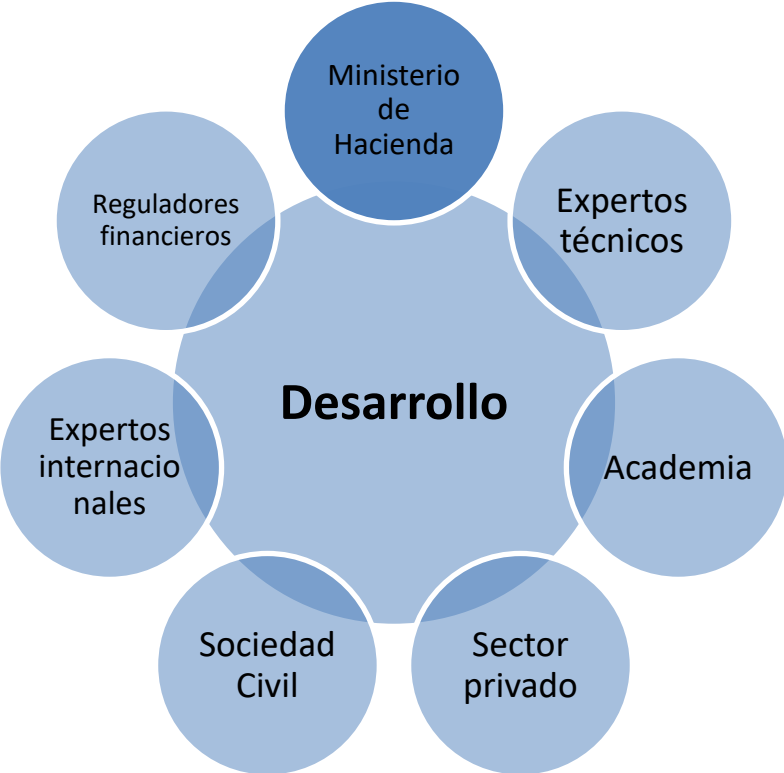 Ministerio
de
Hacienda
Expertos
técnicos
Academia
Sector
privado
Sociedad
Civil
Expertos
internacio
nales
Reguladores
financieros
Desarrollo